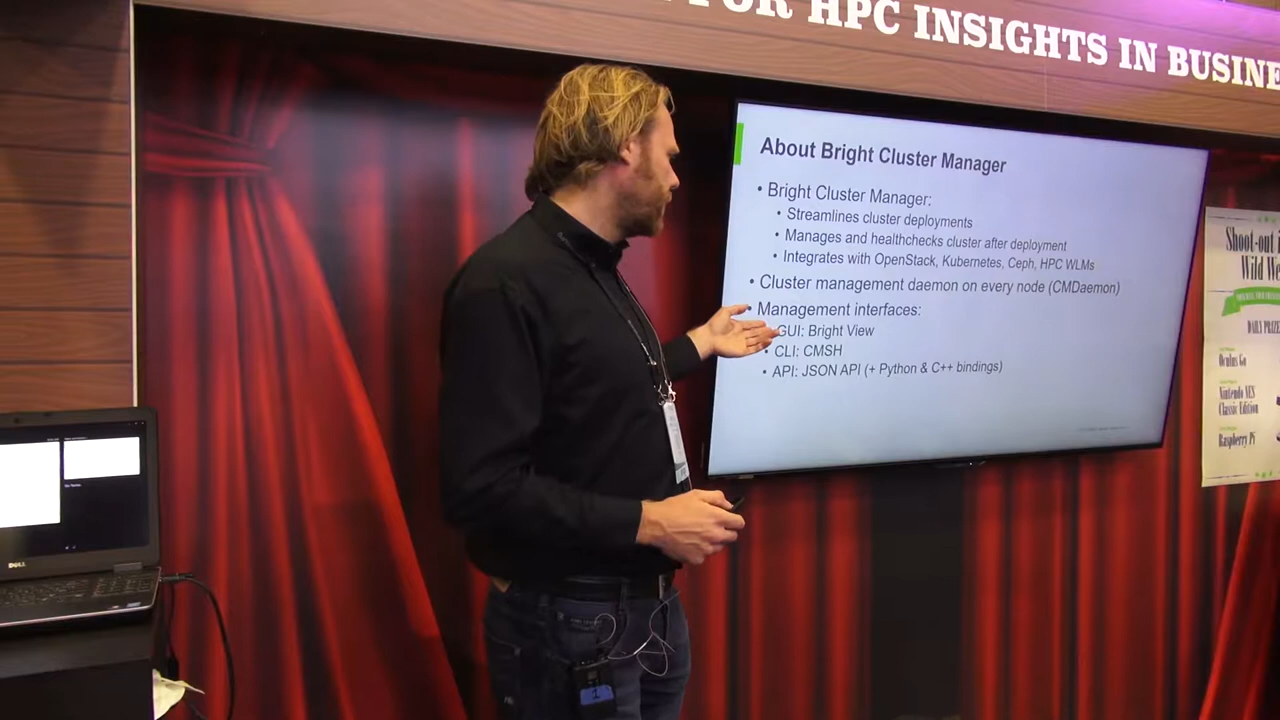 FOR HPC INSIGHTS IN BUSINE
About Bright Cluster Manager
• Bright Cluster Manager:
• Streamlines cluster deployments
• Manages and healthchecks cluster after deployment
• Integrates with OpenStack, Kubernetes, Ceph, HPC WLMs
• Cluster management daemon on every node (CMDaemon)
• Management interfaces:
GUI: Bright View
• CLI: CMSH
• API: JSON API (+ Python & C++ bindings)
Shoot-out
Wild We
DAILY PRIZE
Oculus Go
Nintendo NES
Classic Edition
Raspberry Pi
DELL
1